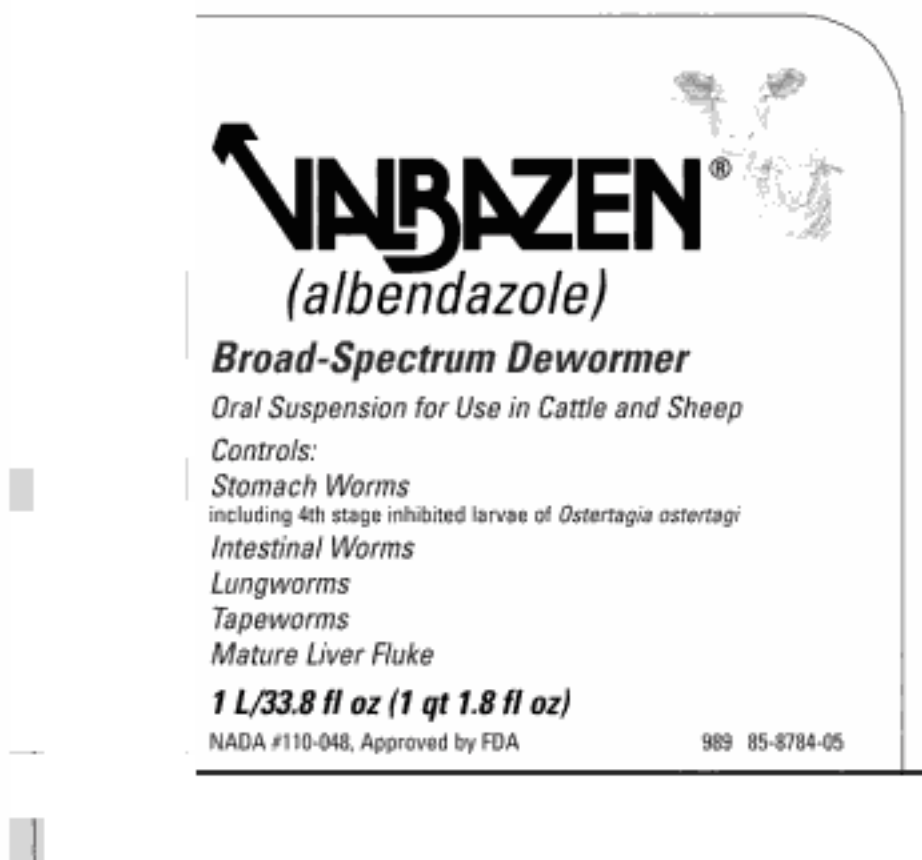 VALBAZEN®
(albendazole)
Broad-Spectrum Dewormer
Oral Suspension for Use in Cattle and Sheep
Controls:
Stomach Worms
including 4th stage inhibited larvae of Ostertagia ostertagi
Intestinal Worms
Lungworms
Tapeworms
Mature Liver Fluke
1 L/33.8 fl oz (1 qt 1.8 fl oz)
NADA #110-048, Approved by FDA 989 85-8784-05